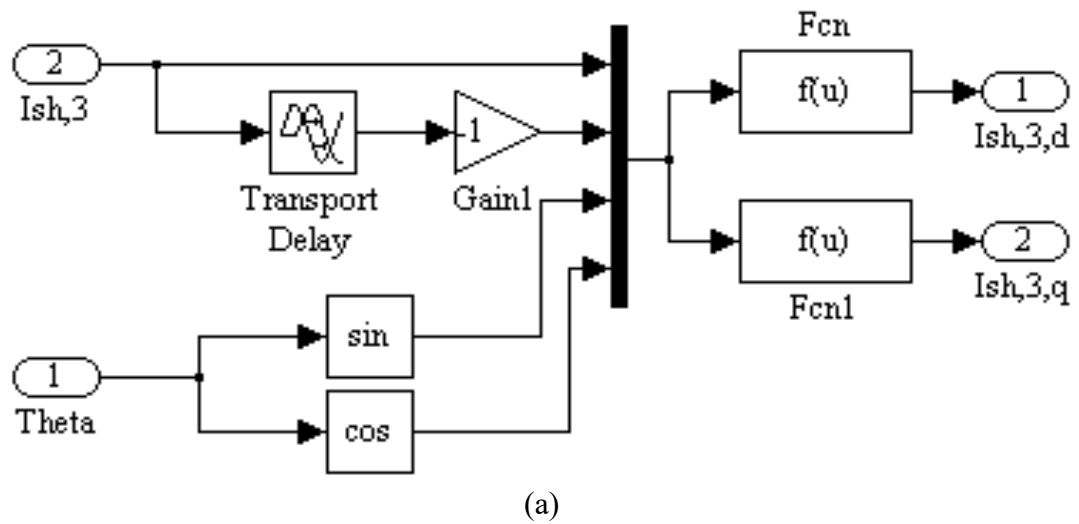 Fcn
2
f(u)
1
Ish,3
-1
Ish,3,d
Transport
Delay
Gain1
f(u)
2
Ish,3,q
Fcn1
sin
1
Theta
cos
(a)